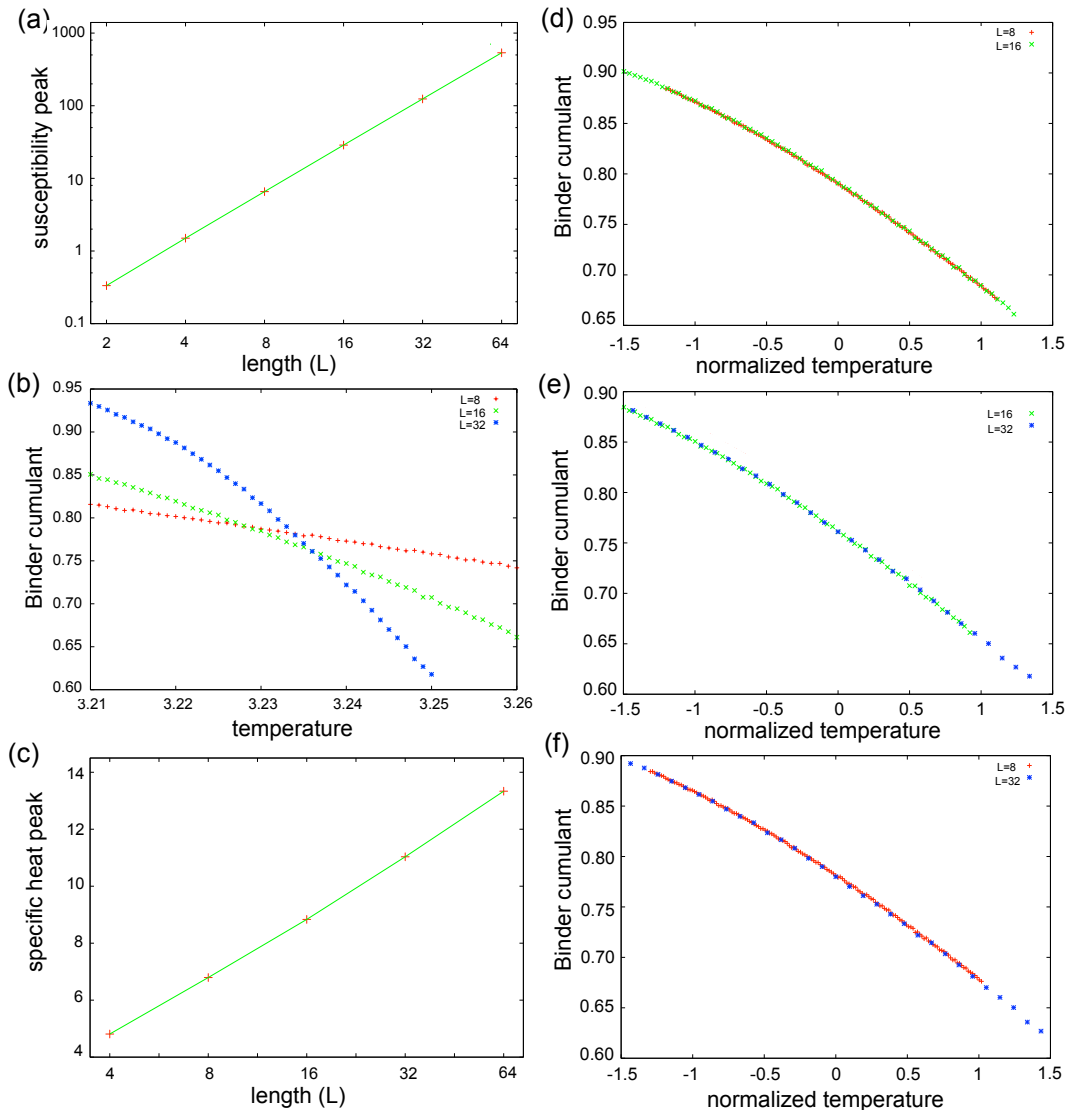 (a)
1000
100
10
1
0.1
susceptibility peak
2 4 8 16 32 64
length (L)
(b)
0.95
0.90
0.85
0.80
0.75
0.70
0.65
0.60
Binder cumulant
L=8
L=16
L=32
3.21 3.22 3.23 3.24 3.25 3.26
temperature
(c)
14
12
10
8
6
4
specific heat peak
4 8 16 32 64
length (L)
(d)
0.95
0.90
0.85
0.80
0.75
0.70
0.65
Binder cumulant
L=8
L=16
-1.5 -1 -0.5 0 0.5 1 1.5
normalized temperature
(e)
0.90
0.85
0.80
0.75
0.70
0.65
0.60
Binder cumulant
L=16
L=32
-1.5 -1 -0.5 0 0.5 1 1.5
normalized temperature
(f)
0.90
0.85
0.80
0.75
0.70
0.65
0.60
Binder cumulant
L=8
L=32
-1.5 -1 -0.5 0 0.5 1 1.5
normalized temperature